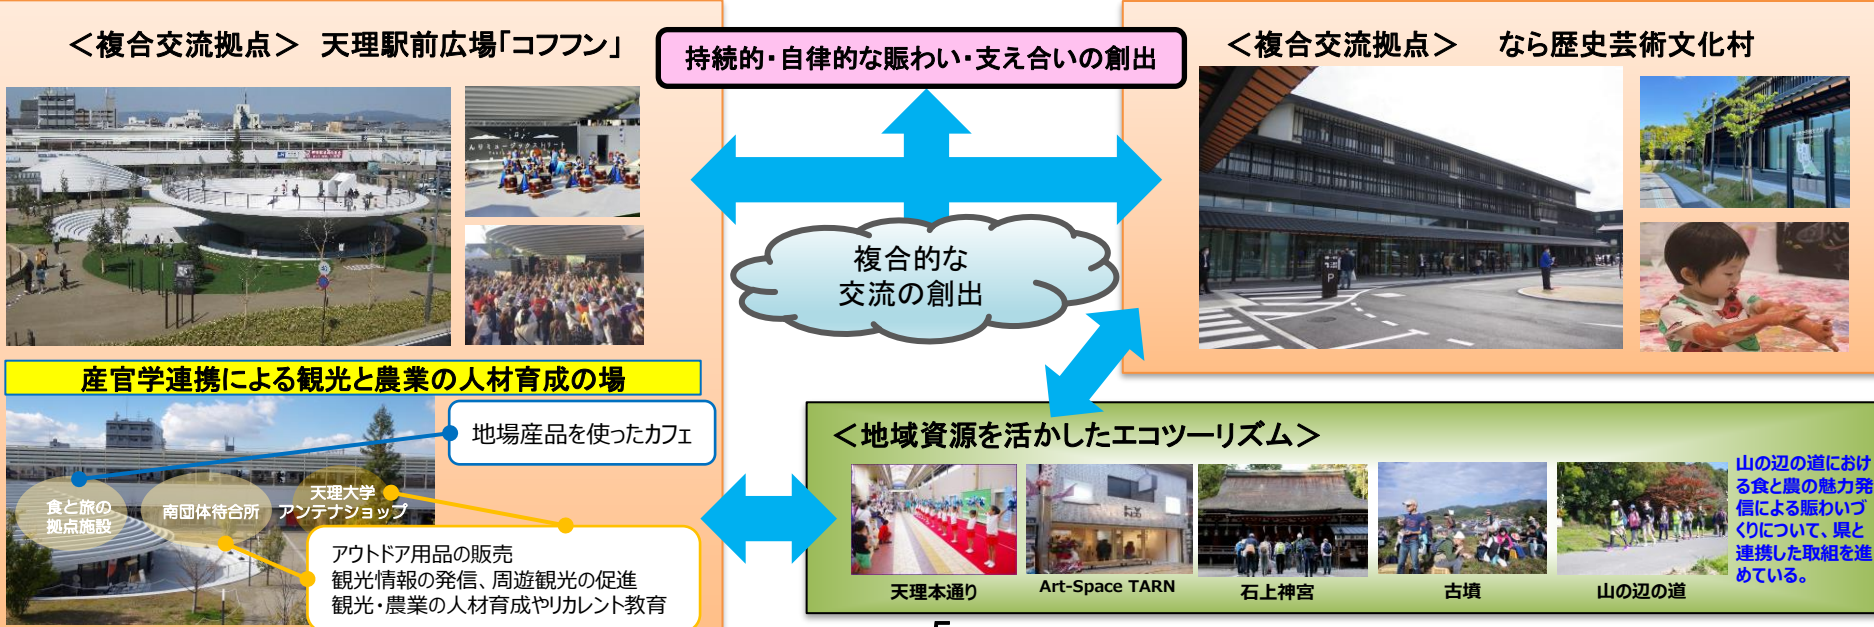 ＜複合交流拠点＞　天理駅前広場「コフフン」
持続的・自律的な賑わい・支え合いの創出
＜複合交流拠点＞　なら歴史芸術文化村
複合的な
交流の創出
産官学連携による観光と農業の人材育成の場
地場産品を使ったカフェ
食と旅の
拠点施設
南団体待合所
天理大学
アンテナショップ
アウトドア用品の販売
観光情報の発信、周遊観光の促進
観光・農業の人材育成やリカレント教育
＜地域資源を活かしたエコツーリズム＞
天理本通り
Art-Space TARN
石上神宮
古墳
山の辺の道
山の辺の道におけ
る食と農の魅力発
信による賑わいづ
くりについて、県と
連携した取組を進
めている。